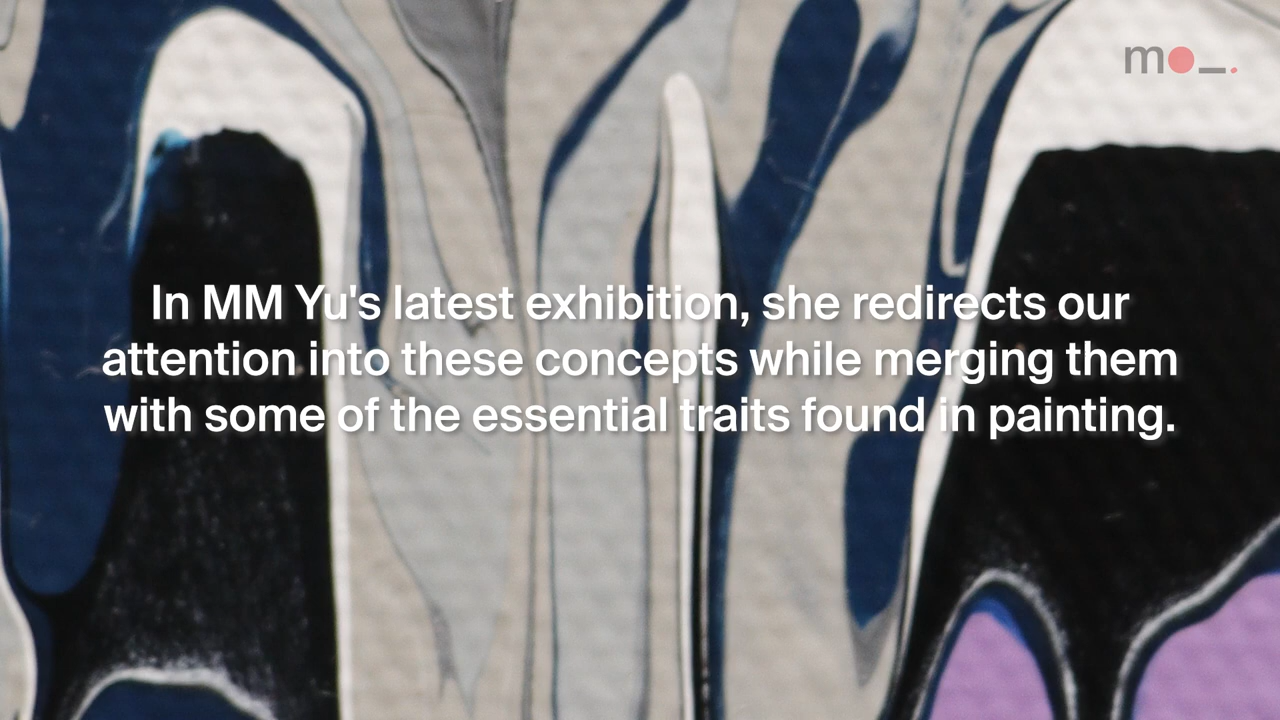 mo_.
In MM Yu's latest exhibition, she redirects our
attention into these concepts while merging them
with some of the essential traits found in painting.